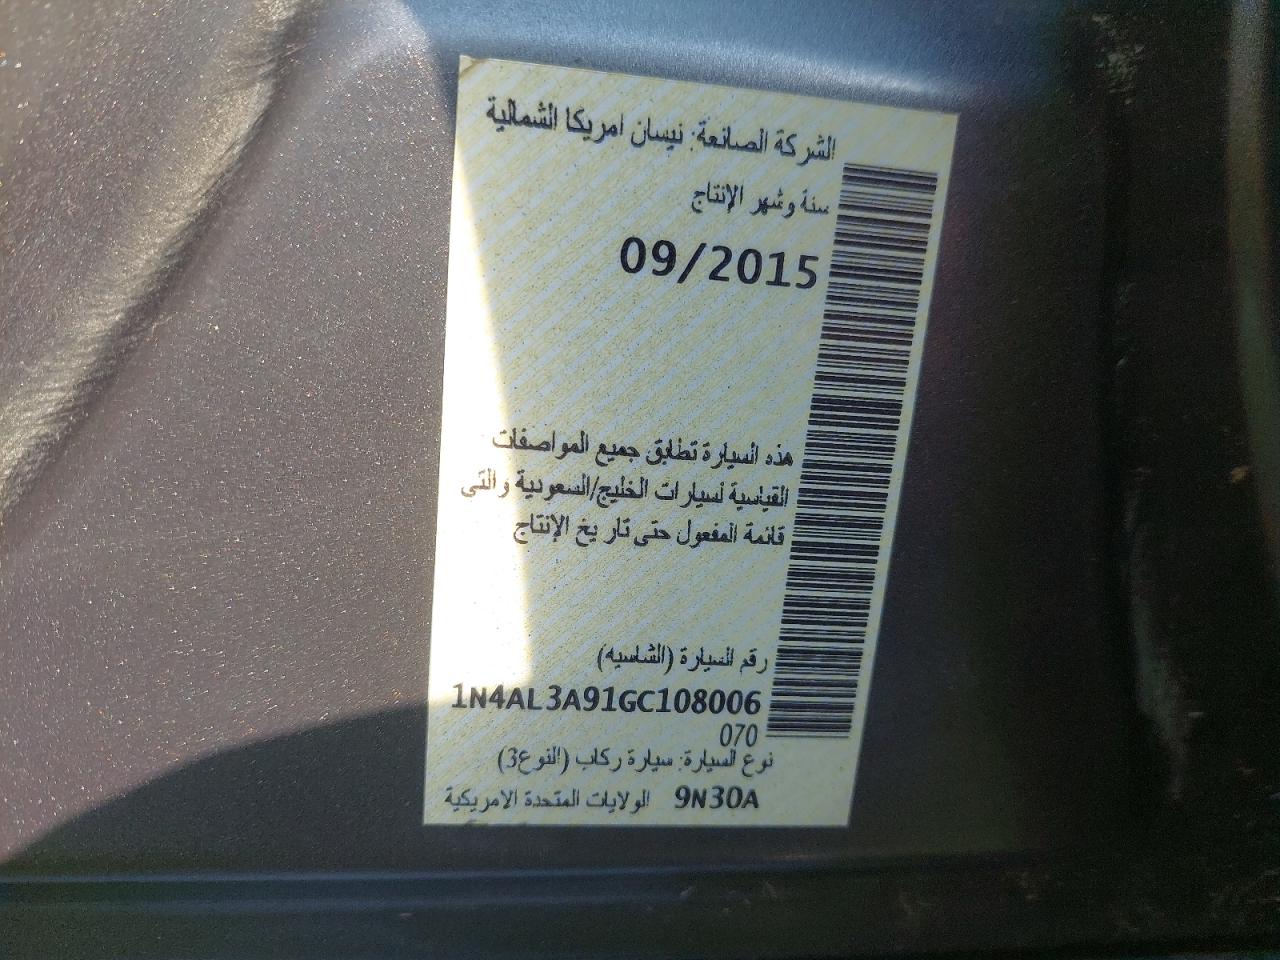 الشركة الصانعة: نيسان امريكا الشمالية
سنة وشهر الإنتاج
09/2015
هذه السيارة تطابق جميع المواصفات
القياسية لسيارات الخليج/السعودية والتى
قائمة المفعول حتى تاريخ الإنتاج
رقم السيارة (الشاسيه)
1N4AL3A91GC108006
070
نوع السيارة: سيارة ركاب (النوع3)
9N30A الولايات المتحدة الامريكية